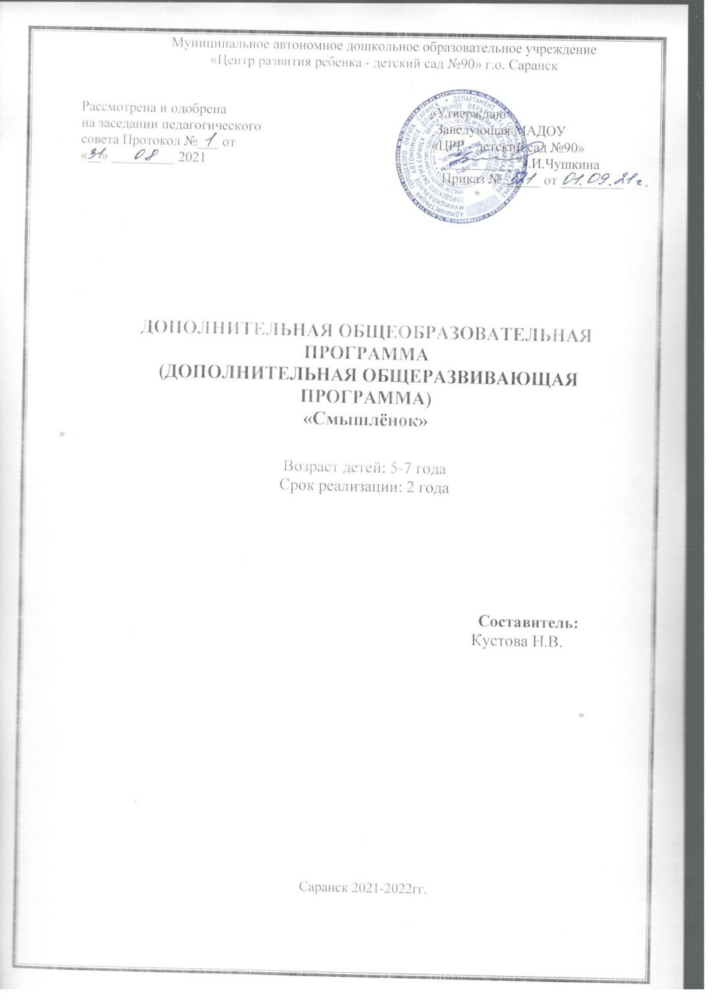 Муниципальное автономное дошкольное образовательное учреждение
«Центр развития ребенка - детский сад №90» г.о. Саранск
Рассмотрена и одобрена
на заседании педагогического
совета Протокол № 1 от
«31» 08 2021
«Утверждаю»
Заведующая МАДОУ
«ЦРР - детский сад №90»
И.Чушкина
Приказ № от 01.09.21г.
ДОПОЛНИТЕЛЬНАЯ ОБЩЕОБРАЗОВАТЕЛЬНАЯ
ПРОГРАММА
(ДОПОЛНИТЕЛЬНАЯ ОБЩЕРАЗВИВАЮЩАЯ
ПРОГРАММА)
«Смышлёнок»
Возраст детей: 5-7 года
Срок реализации: 2 года
Составитель:
Кустова Н.В.
Саранск 2021-2022гг.